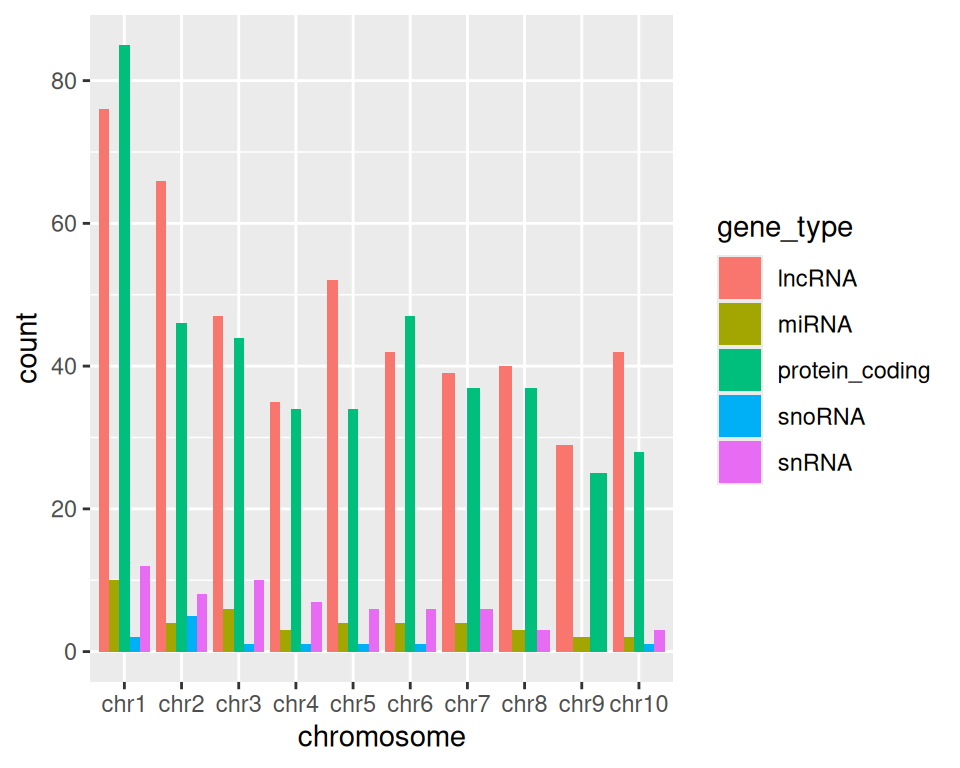 80
60
40
20
0
count
chr1 chr2 chr3 chr4 chr5 chr6 chr7 chr8 chr9 chr10
chromosome
gene_type
lncRNA
miRNA
protein_coding
snoRNA
snRNA